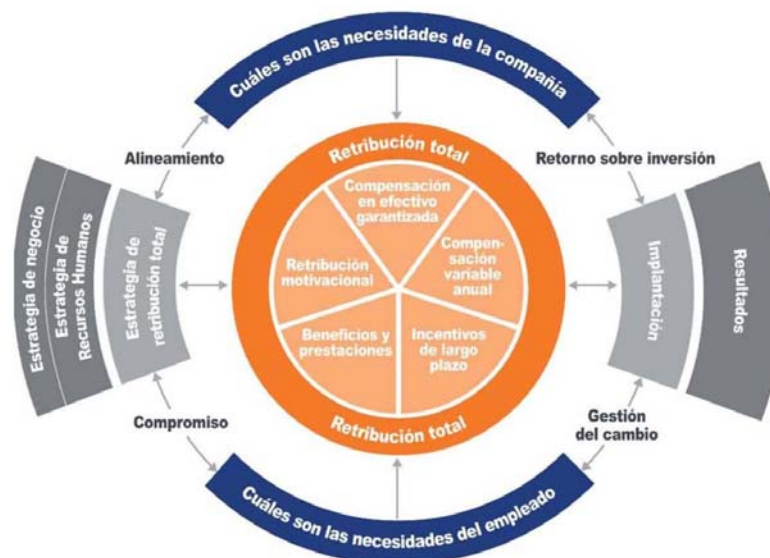 Cuáles son las necesidades de la compañía
Alineamiento
Retorno sobre inversión
Retribución total
Compensación
en efectivo
garantizada
Compen-
sación
variable
anual
Retribución
motivacional
Beneficios y
prestaciones
Incentivos
de largo
plazo
Retribución total
Estrategia de negocio
Estrategia de
Recursos Humanos
Estrategia de
retribución total
Implantación
Resultados
Compromiso
Gestión
del cambio
Cuáles son las necesidades del empleado